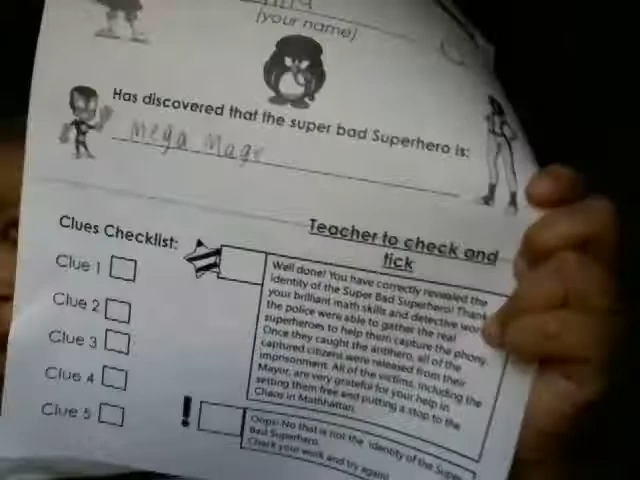 (your name)
Has discovered that the super bad Superhero is:
Mega Magr
Clues Checklist:
Clue 1
Clue 2
Clue 3
Clue 4
Clue 5
Teacher to check and
tick
Well done! You have correctly revealed the
identity of the Super Bad Superhero! Thank
your brilliant math skills and detective work
the police were able to gather the real
superheroes to help them capture the phony.
Once they caught the antihero, all of the
captured citizens were released from their
imprisonment. All of the victims, including the
Mayor, are very grateful for your help in
setting them free and putting a stop to the
Chaos in Mathhattan.
!
Oops! No that is not the identity of the Super
Bad Superhero.
Check your work and try again!